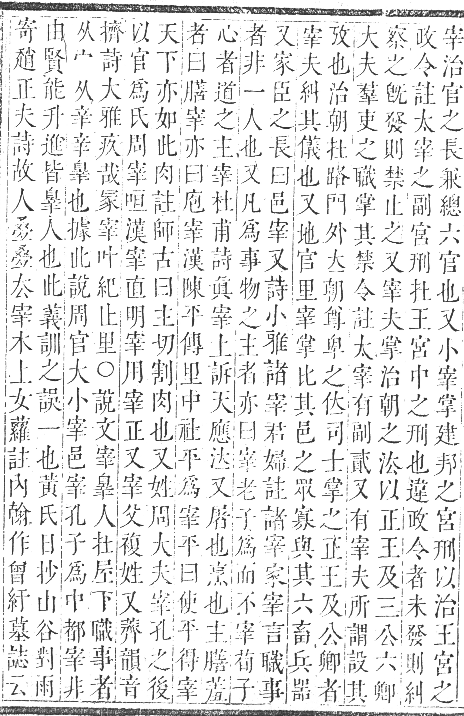 宰治官之長兼總六官也又小宰掌建邦之宮刑以治王宮之
政令註太宰之副宮刑在王宮中之刑也違政令者未發則糾
察之旣發則禁止之又宰夫掌治朝之法以正王及三公六卿
大夫羣吏之職掌其禁令註太宰有副貳又有宰夫所謂設其
攷也治朝在路門外大朝尊卑之位司士掌之正王及公卿者
宰夫糾其儀也又地官里宰掌比其邑之眾寡與其六畜兵器
又家臣之長曰邑宰又詩小雅諸宰君婦註諸宰家宰言職事
者非一人也又凡為事物之主者亦曰宰老子為而不宰荀子
心者道之主宰杜甫詩眞宰上訴天應泣又屠也烹也主膳羞
者曰膳宰亦曰庖宰漢陳平傳里中社平為宰平曰使平得宰
天下亦如此肉註師古曰主切割肉也又姓周大夫宰孔之後
以官為氏周宰咺漢宰直明宰用宰正又宰父複姓又齊韻音
擠詩大雅疚哉冢宰叶紀止里○說文宰辠人在屋下職事者
从宀从辛辛辠也據此說周官大小宰邑宰孔子為中都宰非
由賢能升進皆辠人也此義訓之誤一也黃氏日抄山谷對雨
寄趙正夫詩故人宰木上女蘿註內翰作曾紆墓誌云